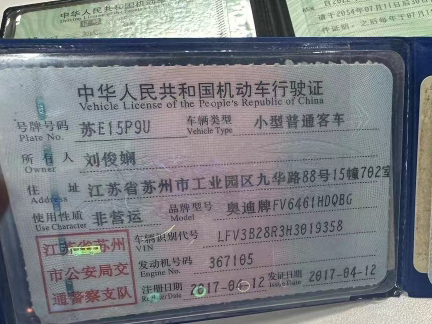 中华人民共和国机动车行驶证
Vehicle License of the People's Republic of China
号牌号码 苏E15P9U 车辆类型 小型普通客车
Plate No. Vehicle Type
所有人 刘俊娴
Owner
住址 江苏省苏州市工业园区九华路88号15幢702室
Address
使用性质 非营运 品牌型号 奥迪牌FV6461HDQBG
Use Character Model
江苏省苏州
市公安局交
通警察支队
车辆识别代号 LFV3B28R3H3019358
VIN
发动机号码 367105
Engine No.
注册日期 2017-04-12 发证日期 2017-04-12
Register Date Issue Date